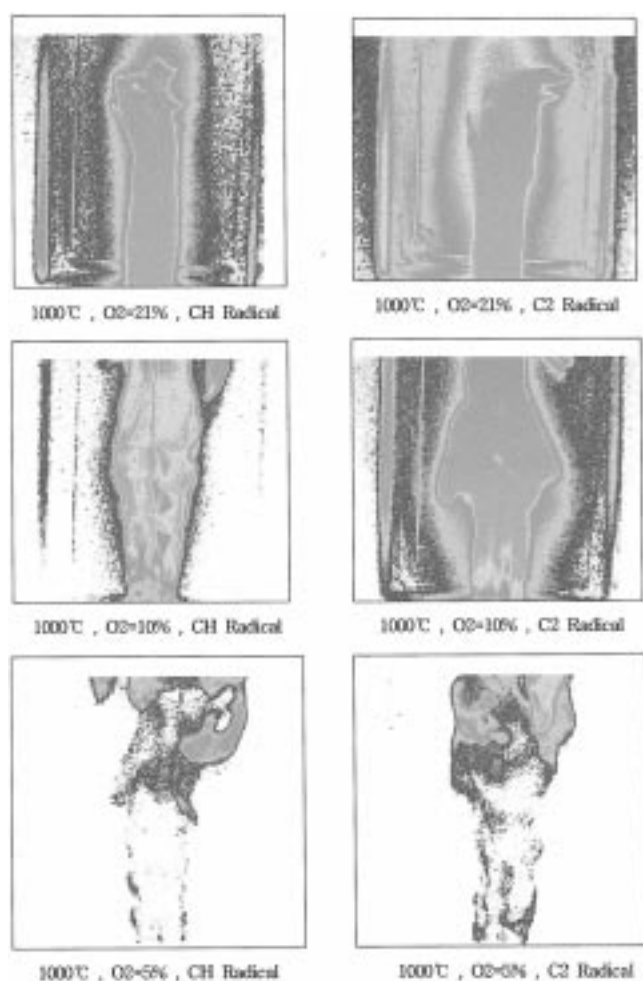 1000℃ , O2=21% , CH Radical
1000℃ , O2=21% , C2 Radical
1000℃ , O2=10% , CH Radical
1000℃ , O2=10% , C2 Radical
1000℃ , O2=5% , CH Radical
1000℃ , O2=5% , C2 Radical